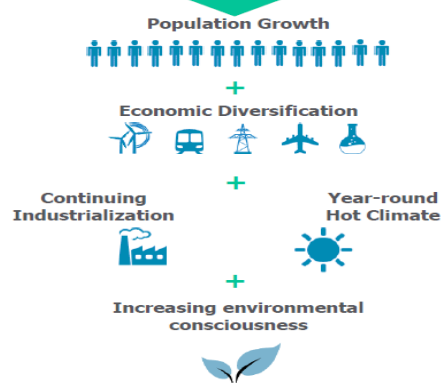 Population Growth
+
Economic Diversification
+
Continuing
Industrialization
Year-round
Hot Climate
+
Increasing environmental
consciousness